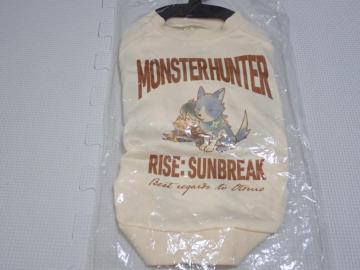 MONSTERHUNTER
RISE: SUNBREAK
Best regards to Otomo